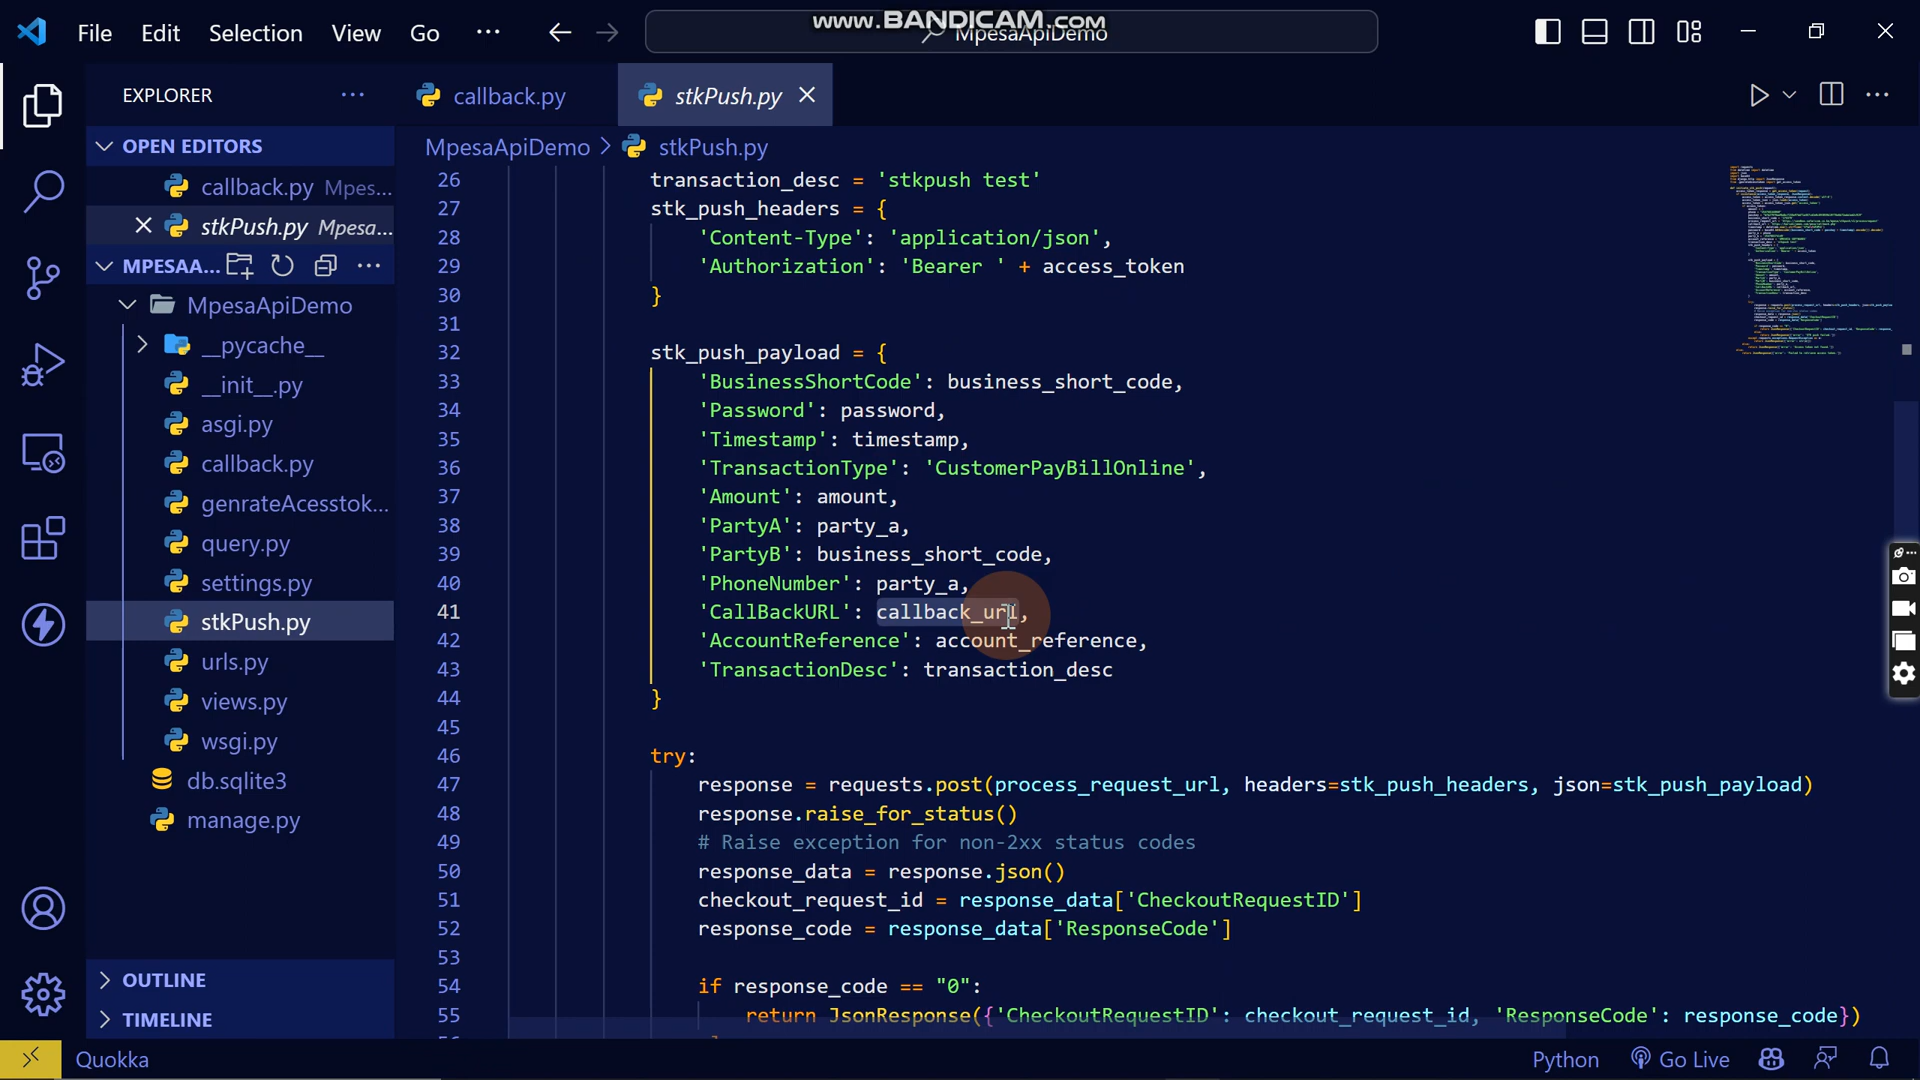 www.BANDICAM.com
File Edit Selection View Go ...
MpesaApiDemo
EXPLORER
callback.py
stkPush.py
OPEN EDITORS
callback.py Mpes...
stkPush.py Mpesa...
MPESAA...
MpesaApiDemo
__pycache__
__init__.py
asgi.py
callback.py
genrateAcesstok...
query.py
settings.py
stkPush.py
urls.py
views.py
wsgi.py
db.sqlite3
manage.py
OUTLINE
TIMELINE
MpesaApiDemo > stkPush.py
26 transaction_desc = 'stkpush test'
27 stk_push_headers = {
28 'Content-Type': 'application/json',
29 'Authorization': 'Bearer ' + access_token
30 }
31
32 stk_push_payload = {
33 'BusinessShortCode': business_short_code,
34 'Password': password,
35 'Timestamp': timestamp,
36 'TransactionType': 'CustomerPayBillOnline',
37 'Amount': amount,
38 'PartyA': party_a,
39 'PartyB': business_short_code,
40 'PhoneNumber': party_a,
41 'CallBackURL': callback_url,
42 'AccountReference': account_reference,
43 'TransactionDesc': transaction_desc
44 }
45
46 try:
47 response = requests.post(process_request_url, headers=stk_push_headers, json=stk_push_payload)
48 response.raise_for_status()
49 # Raise exception for non-2xx status codes
50 response_data = response.json()
51 checkout_request_id = response_data['CheckoutRequestID']
52 response_code = response_data['ResponseCode']
53
54 if response_code == "0":
55 return JsonResponse({'CheckoutRequestID': checkout_request_id, 'ResponseCode': response_code})
Quokka
Python
Go Live